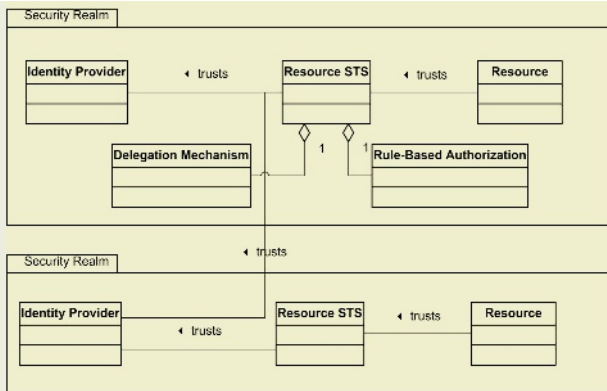 Security Realm
Identity Provider
◄ trusts
Resource STS
◄ trusts
Resource
1
1
Delegation Mechanism
Rule-Based Authorization
◄ trusts
Security Realm
Identity Provider
◄ trusts
Resource STS
◄ trusts
Resource